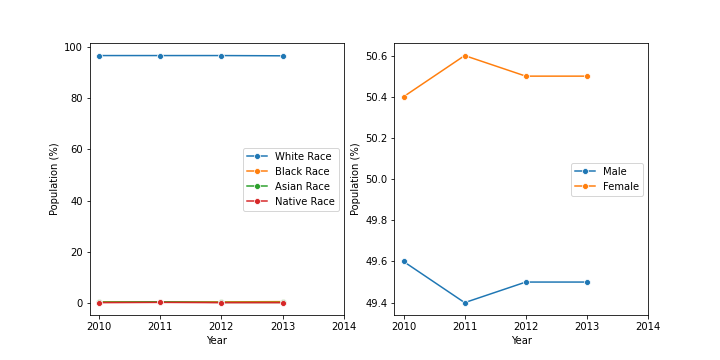 100
80
60
40
20
0
Population (%)
2010 2011 2012 2013 2014
Year
White Race
Black Race
Asian Race
Native Race
50.6
50.4
50.2
50.0
49.8
49.6
49.4
Population (%)
2010 2011 2012 2013 2014
Year
Male
Female